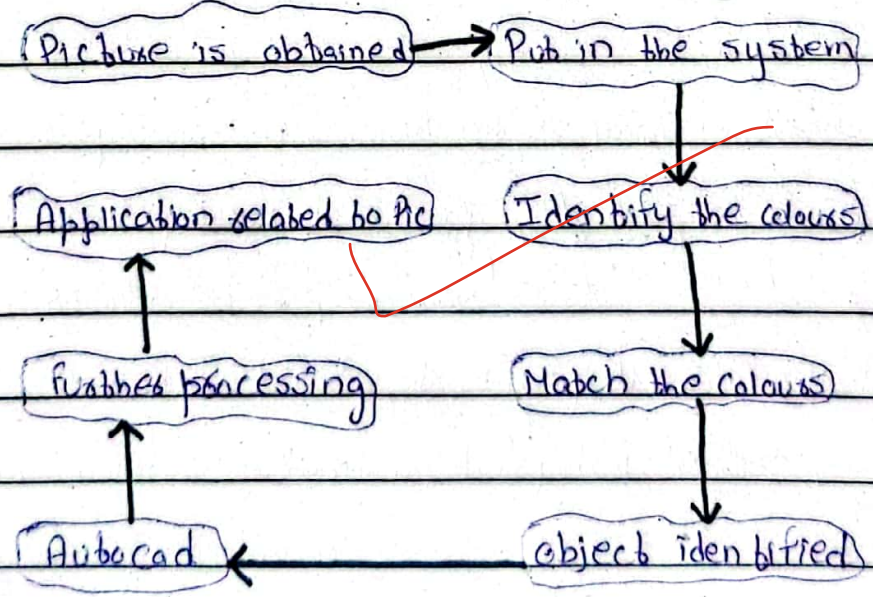 Picture is obtained
Put in the system
Identify the colours
Match the Colours
object identified
Autocad
further processing
Application related to Pic